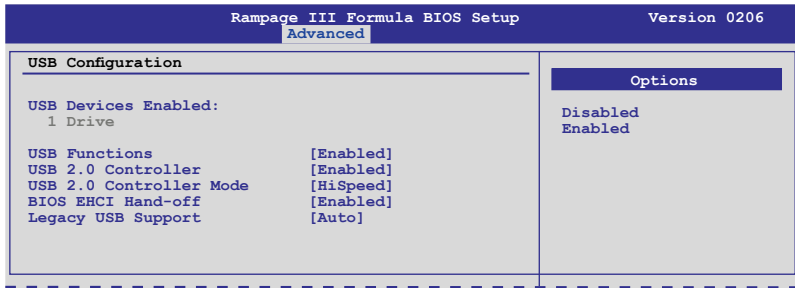 Rampage III Formula BIOS Setup Version 0206
Advanced
USB Configuration
Options
USB Devices Enabled:
1 Drive
Disabled
Enabled
USB Functions [Enabled]
USB 2.0 Controller [Enabled]
USB 2.0 Controller Mode [HiSpeed]
BIOS EHCI Hand-off [Enabled]
Legacy USB Support [Auto]